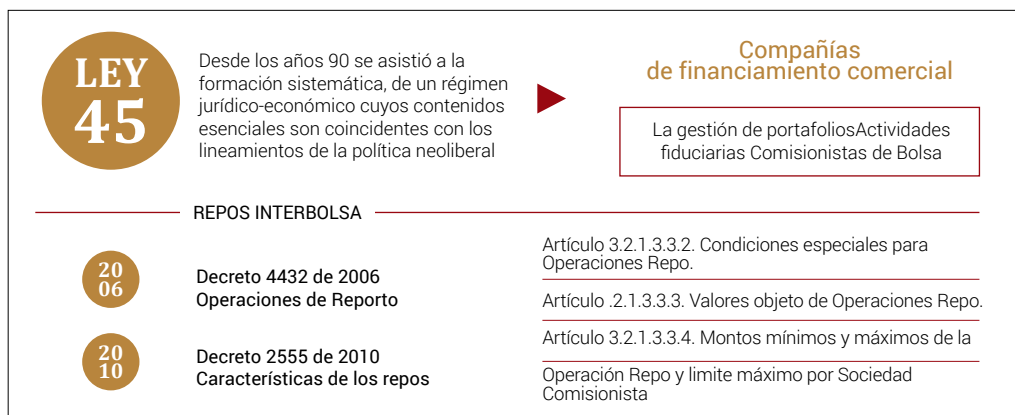 LEY
45
Desde los años 90 se asistió a la
formación sistemática, de un régimen
jurídico-económico cuyos contenidos
esenciales son coincidentes con los
lineamientos de la política neoliberal
Compañías
de financiamiento comercial
La gestión de portafoliosActividades
fiduciarias Comisionistas de Bolsa
REPOS INTERBOLSA
20
06
Decreto 4432 de 2006
Operaciones de Reporto
20
10
Decreto 2555 de 2010
Características de los repos
Artículo 3.2.1.3.3.2. Condiciones especiales para
Operaciones Repo.
Artículo .2.1.3.3.3. Valores objeto de Operaciones Repo.
Artículo 3.2.1.3.3.4. Montos mínimos y máximos de la
Operación Repo y limite máximo por Sociedad
Comisionista